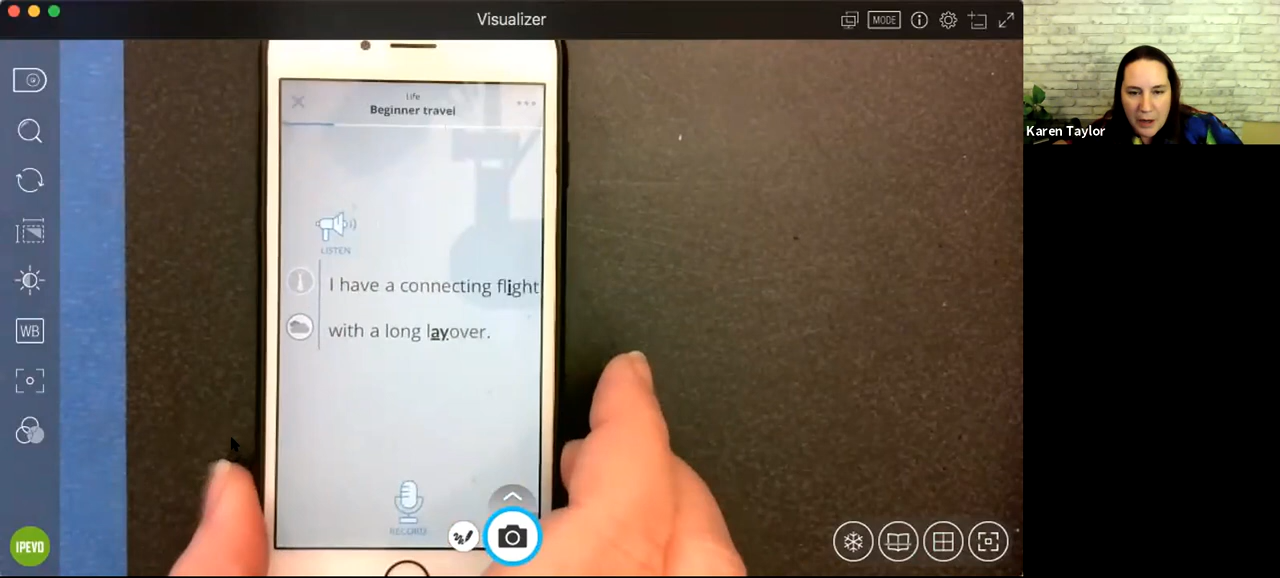 Visualizer
MODE
Karen Taylor
life
Beginner travel
LISTEN
I have a connecting flight
with a long layover.
WB
RECORD
IPEVO